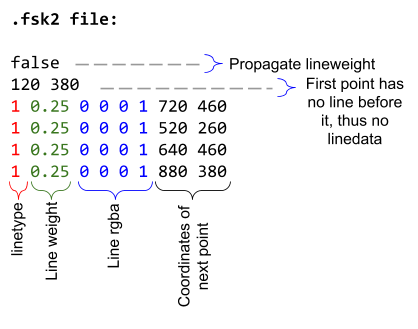 .fsk2 file:
false
Propagate lineweight
120 380
First point has
no line before
it, thus no
linedata
1 0.25 0 0 0 1 720 460
1 0.25 0 0 0 1 520 260
1 0.25 0 0 0 1 640 460
1 0.25 0 0 0 1 880 380
linetype
Line weight
Line rgba
Coordinates of
next point